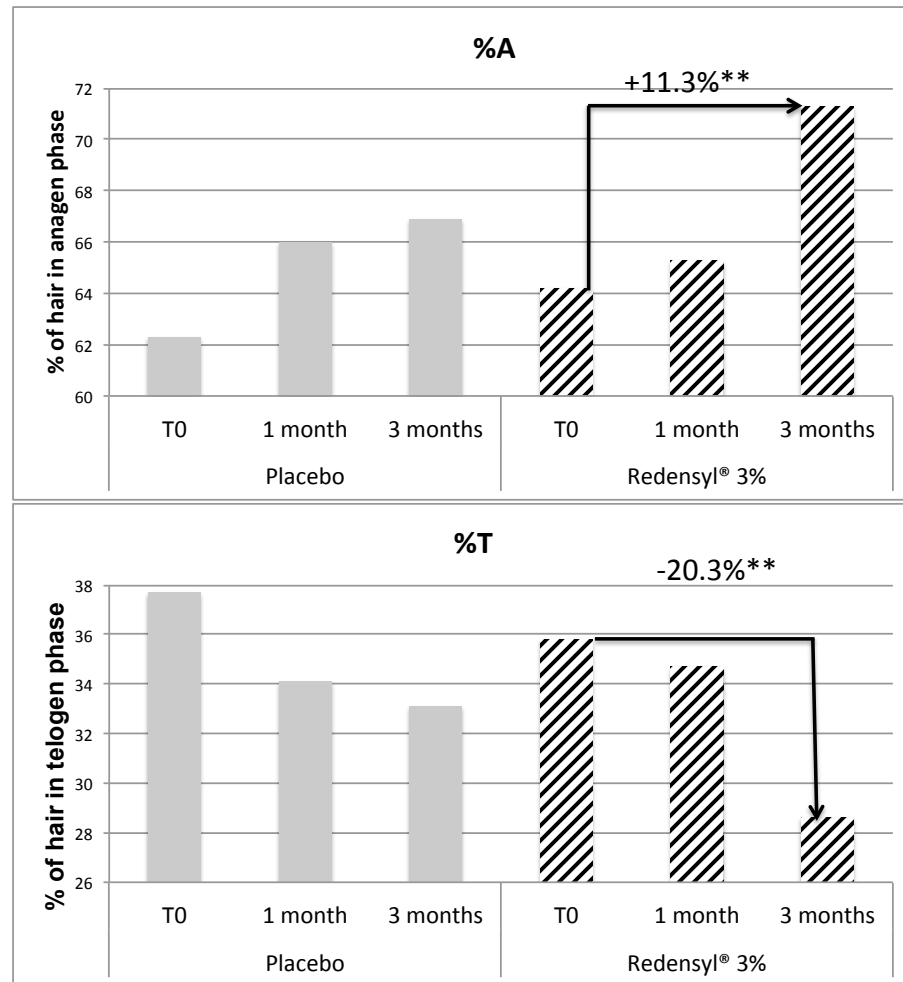 %A
+11.3%**
% of hair in anagen phase
72
70
68
66
64
62
60
T0 1 month 3 months T0 1 month 3 months
Placebo Redensyl® 3%
%T
-20.3%**
% of hair in telogen phase
38
36
34
32
30
28
26
T0 1 month 3 months T0 1 month 3 months
Placebo Redensyl® 3%